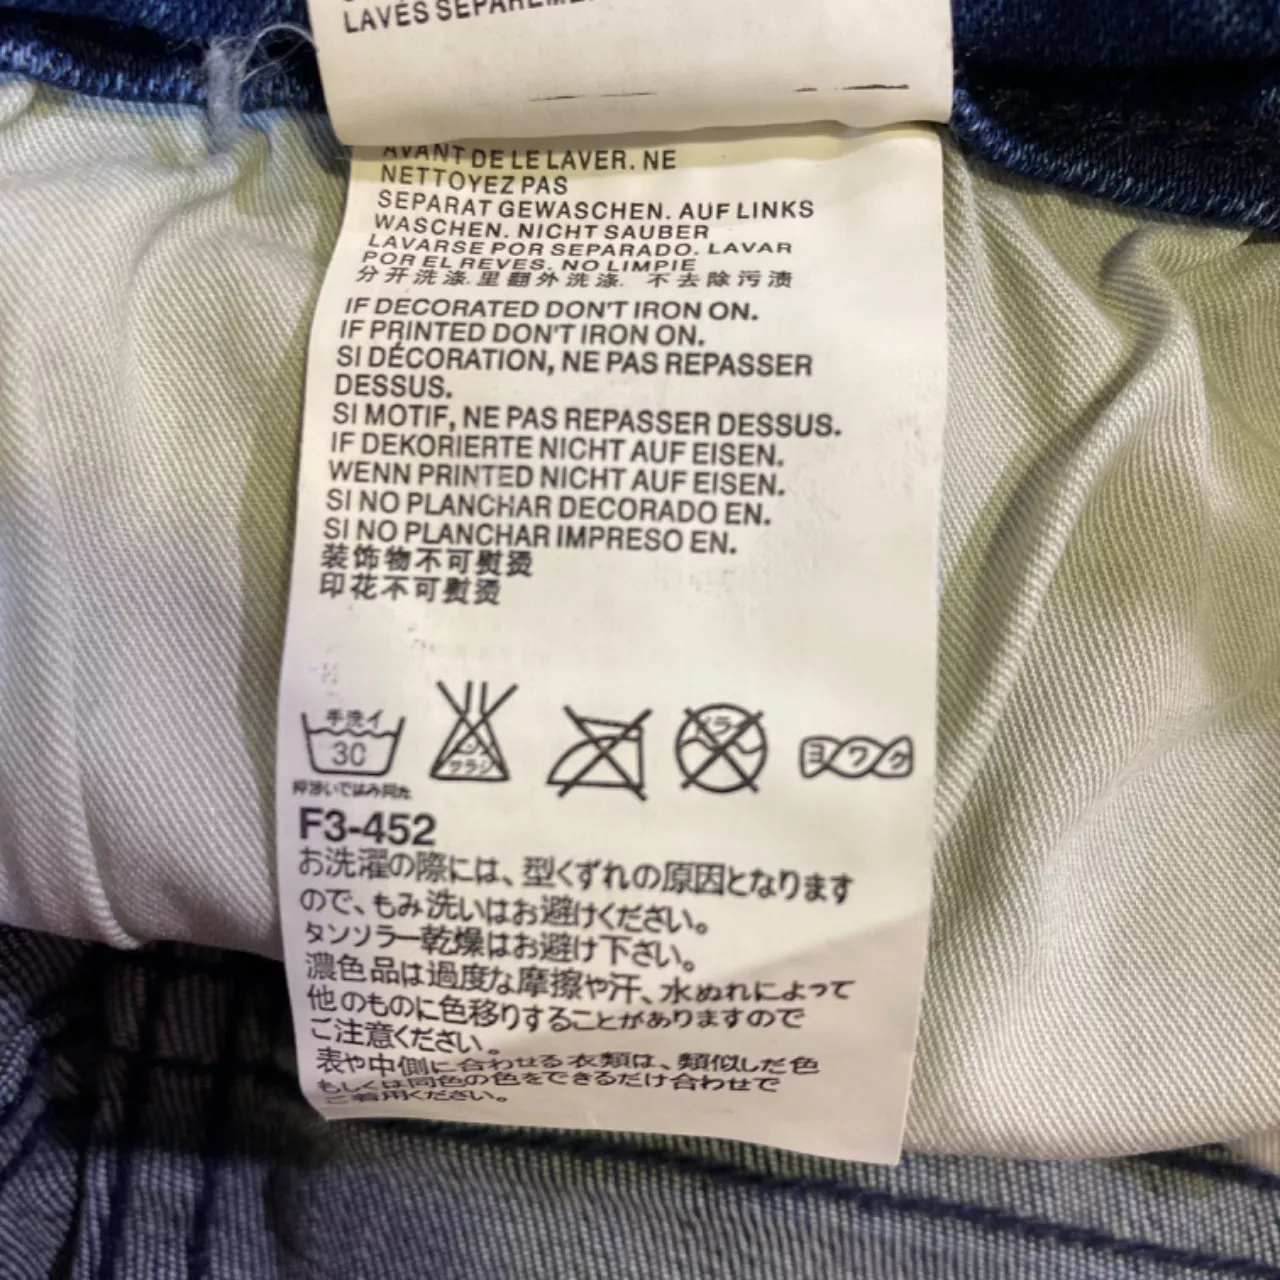 LAVÉS SÉPARÉME
AVANT DE LE LAVER. NE
NETTOYEZ PAS
SEPARAT GEWASCHEN. AUF LINKS
WASCHEN. NICHT SAUBER
LAVARSE POR SEPARADO. LAVAR
POR EL REVES. NO LIMPIE
分开洗涤.里翻外洗涤. 不去除污渍
IF DECORATED DON'T IRON ON.
IF PRINTED DON'T IRON ON.
SI DÉCORATION, NE PAS REPASSER
DESSUS.
SI MOTIF, NE PAS REPASSER DESSUS.
IF DEKORIERTE NICHT AUF EISEN.
WENN PRINTED NICHT AUF EISEN.
SI NO PLANCHAR DECORADO EN.
SI NO PLANCHAR IMPRESO EN.
装饰物不可熨烫
印花不可熨烫
手洗イ
30
サラシ
ヨワク
F3-452
お洗濯の際には、型くずれの原因となります
ので、もみ洗いはお避けください。
タンソラー乾燥はお避け下さい。
濃色品は過度な摩擦や汗、水ぬれによって
他のものに色移りすることがありますので
ご注意ください。
表や中側に合わせる衣類は、類似した色
もしくは同色の色をできるだけ合わせで
ご着用ください。